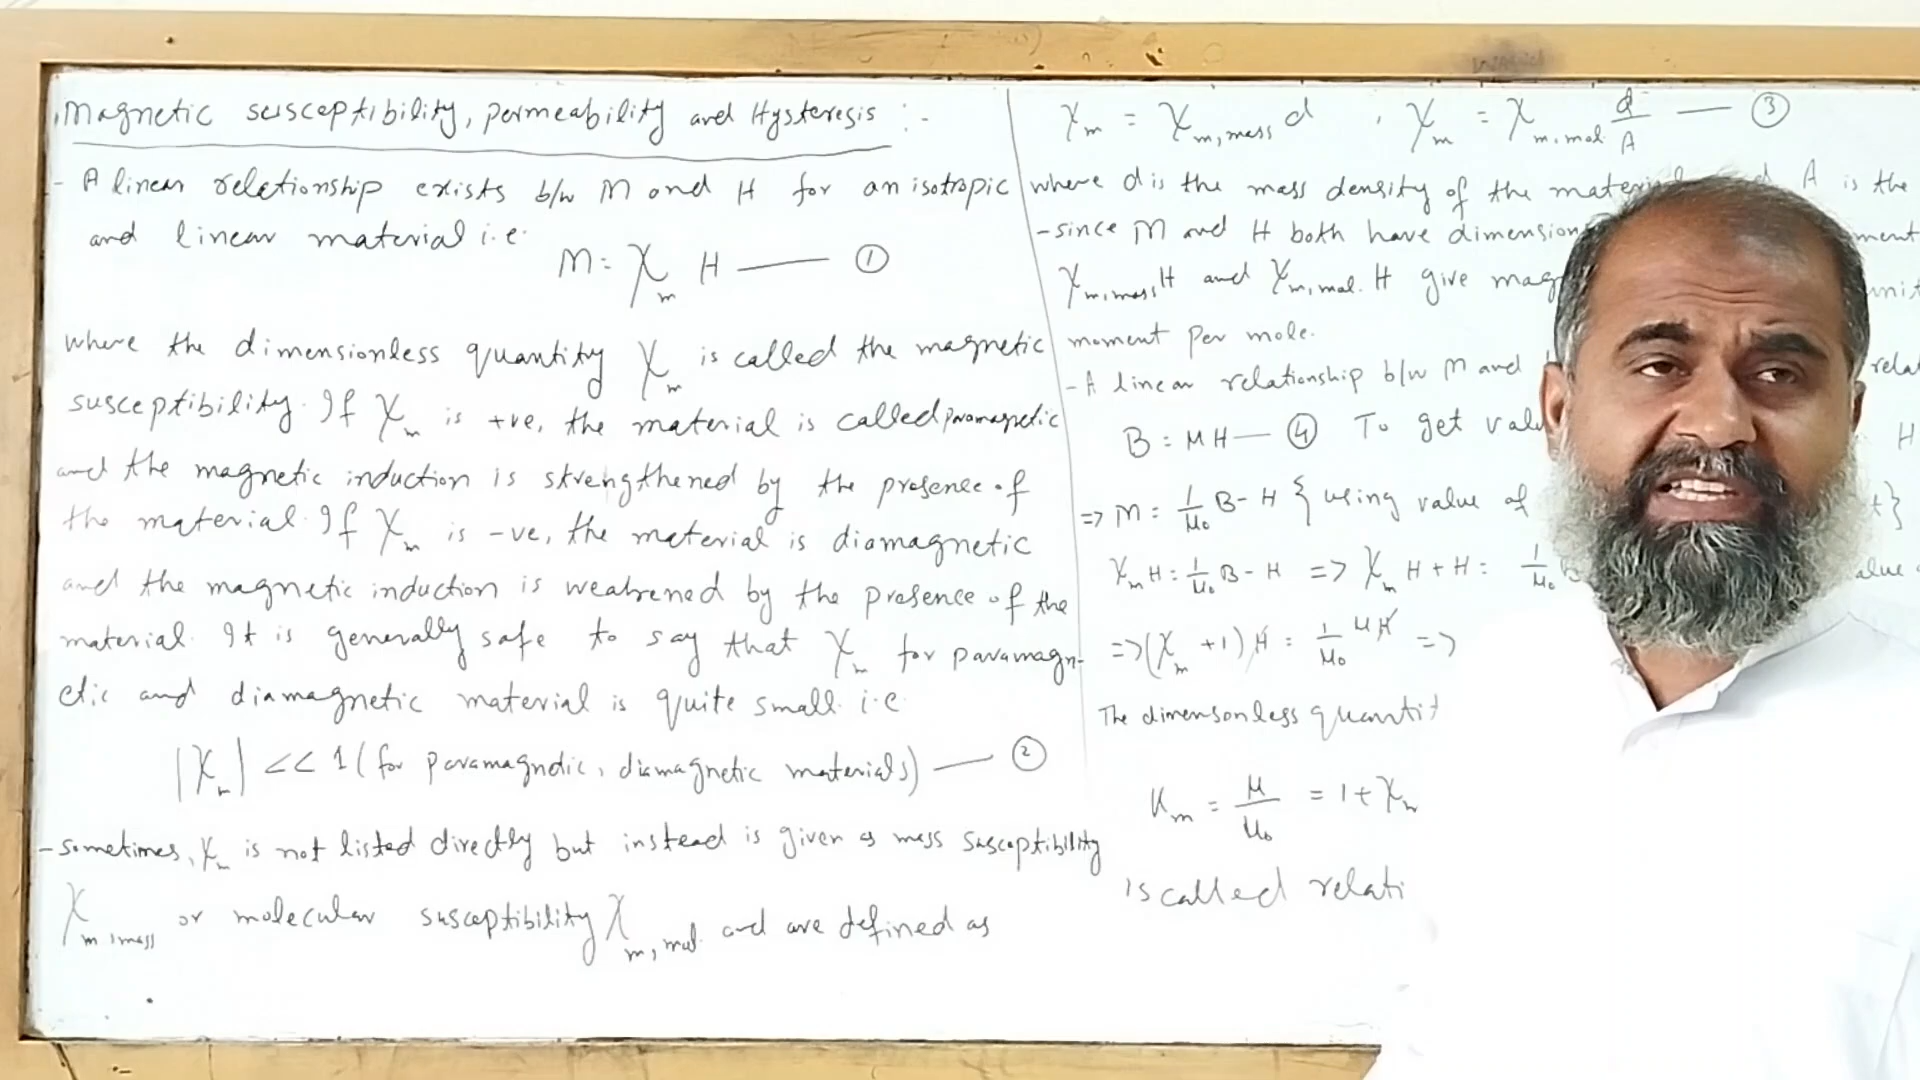 Magnetic susceptibility, permeability and Hysteresis :-
- A linear relationship exists b/w M and H for an isotropic
and linear material i.e.
M = χm H —— ①
where the dimensionless quantity χm is called the magnetic
susceptibility. If χm is +ve, the material is called paramagnetic
and the magnetic induction is strengthened by the presence of
the material. If χm is -ve, the material is diamagnetic
and the magnetic induction is weakened by the presence of the
material. It is generally safe to say that χm for paramagn-
etic and diamagnetic material is quite small i.e
|χm| << 1 (for paramagnetic, diamagnetic materials) —— ②
- sometimes, χm is not listed directly but instead is given as mass susceptibility
χm,mass or molecular susceptibility χm,mol. and are defined as
χm = χm,mass d , χm = χm,mol. d/A —— ③
where d is the mass density of the A is the
- since M and H both have
χm,mass H and χm,mol. H give
moment per mole.
- A linear relationship b/w M and
B = μH — ④ To get H
=> M = 1/μ₀ B - H { using value of
χm H = 1/μ₀ B - H => χm H + H = 1/μ₀
=> (χm + 1) H = 1/μ₀ μH =>
The dimensonless
Km = μ/μ₀ = 1 + χm
is called